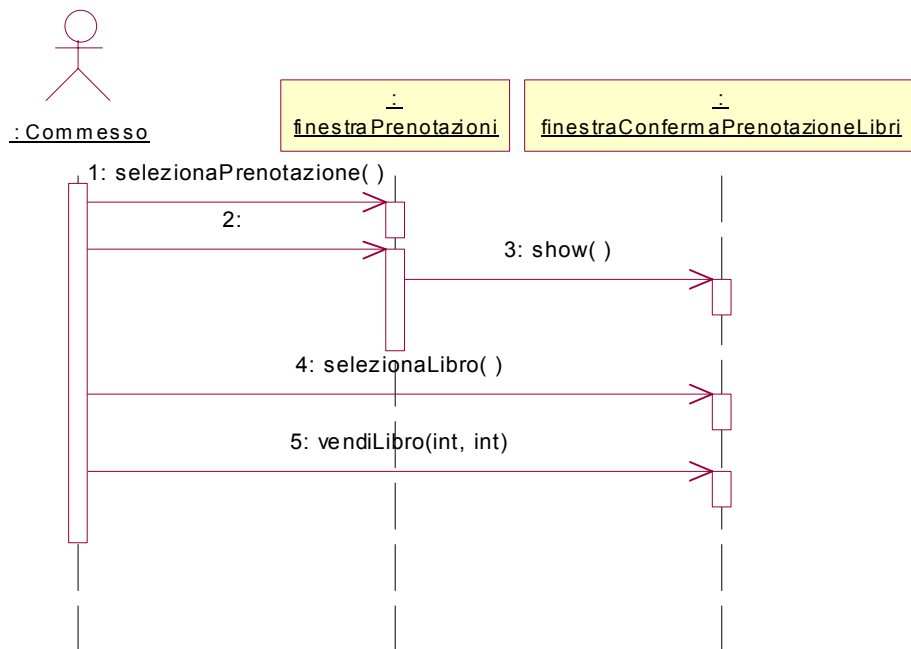 : Commesso
:
finestraPrenotazioni
:
finestraConfermaPrenotazioneLibri
1: selezionaPrenotazione( )
2:
3: show( )
4: selezionaLibro( )
5: vendiLibro(int, int)